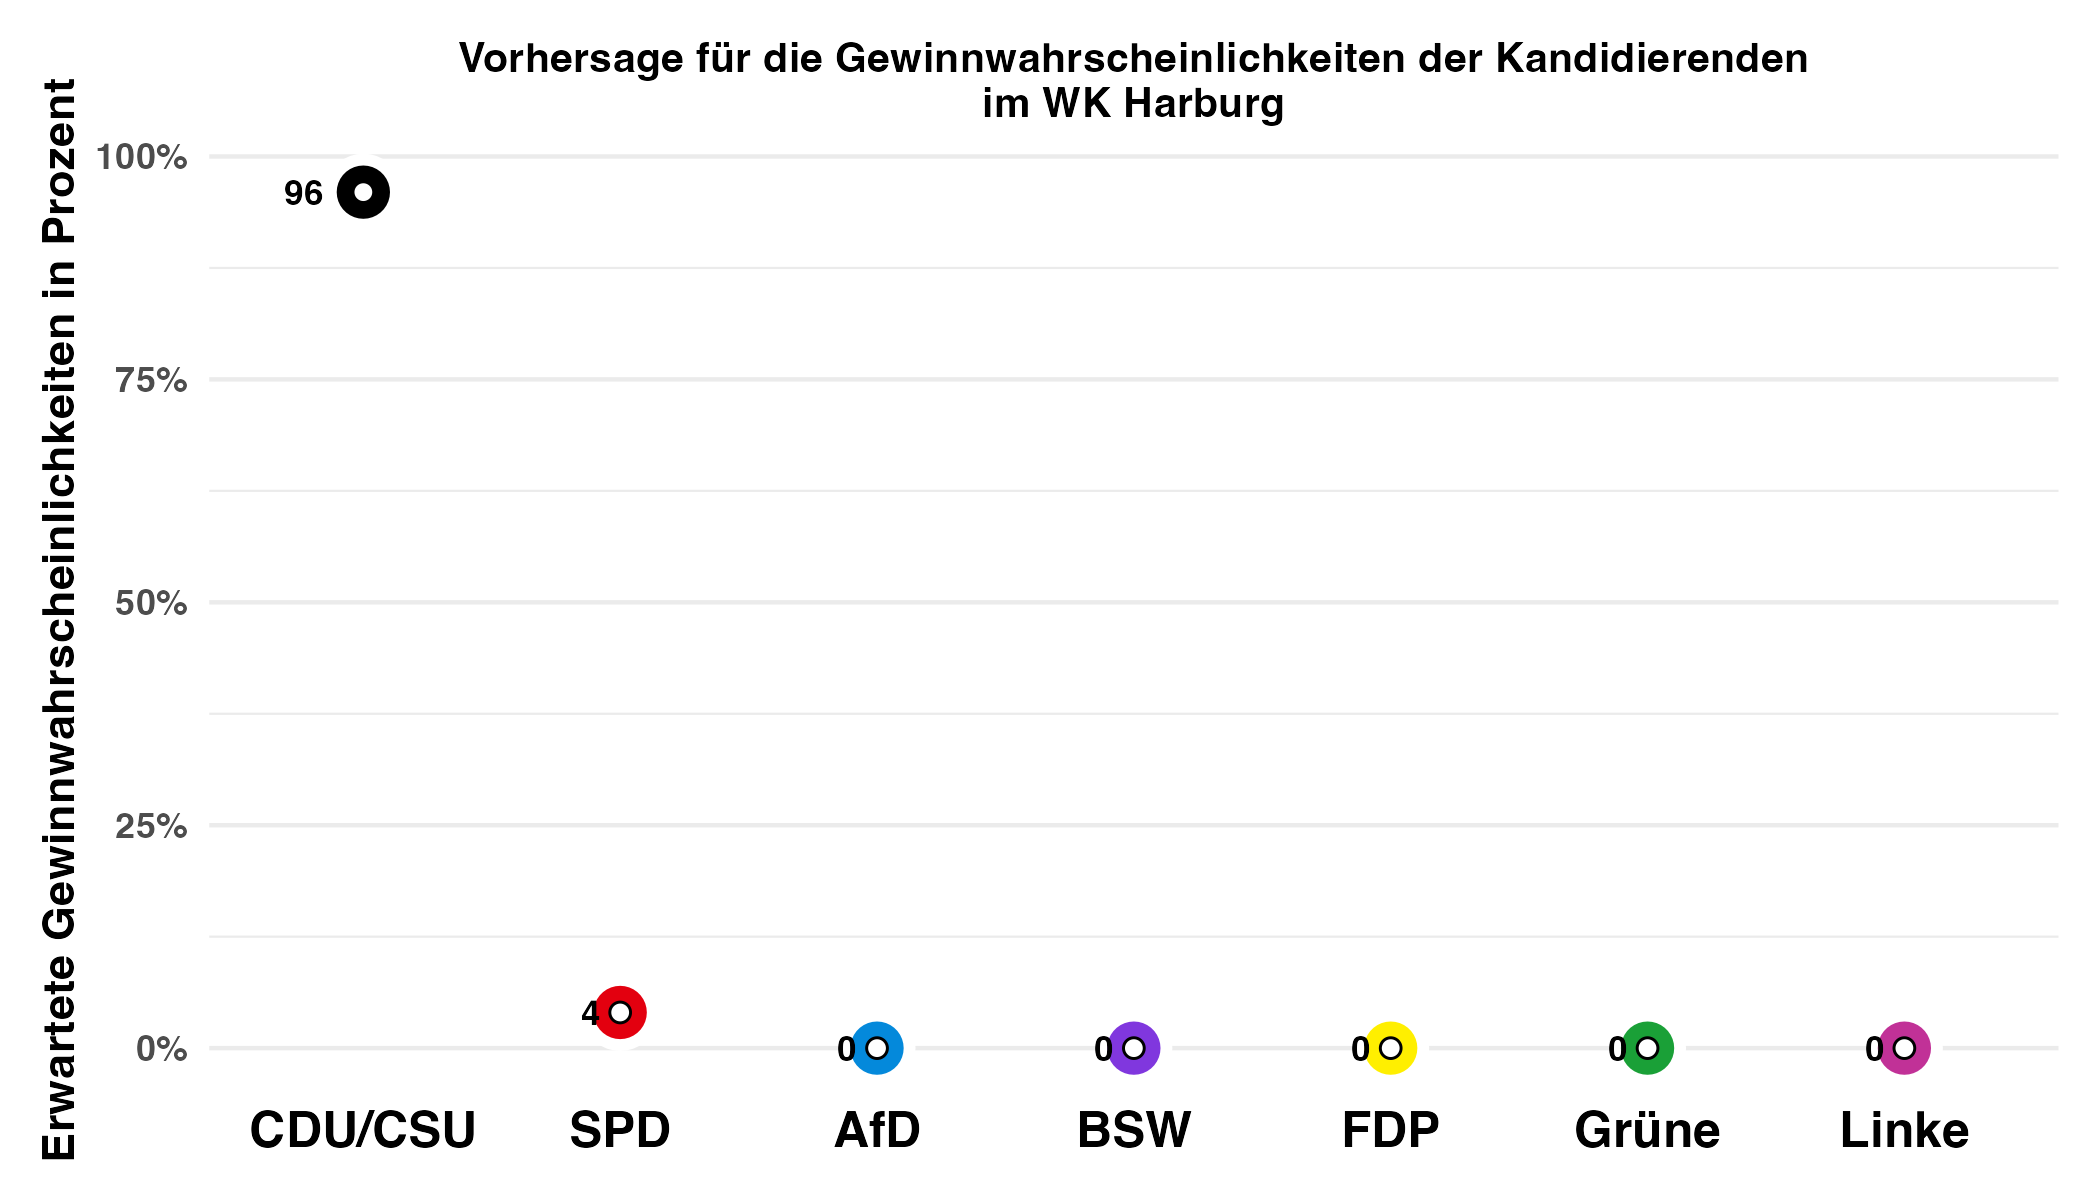 Vorhersage für die Gewinnwahrscheinlichkeiten der Kandidierenden
im WK Harburg
Erwartete Gewinnwahrscheinlichkeiten in Prozent
100%
75%
50%
25%
0%
96
4
0
0
0
0
0
CDU/CSU
SPD
AfD
BSW
FDP
Grüne
Linke